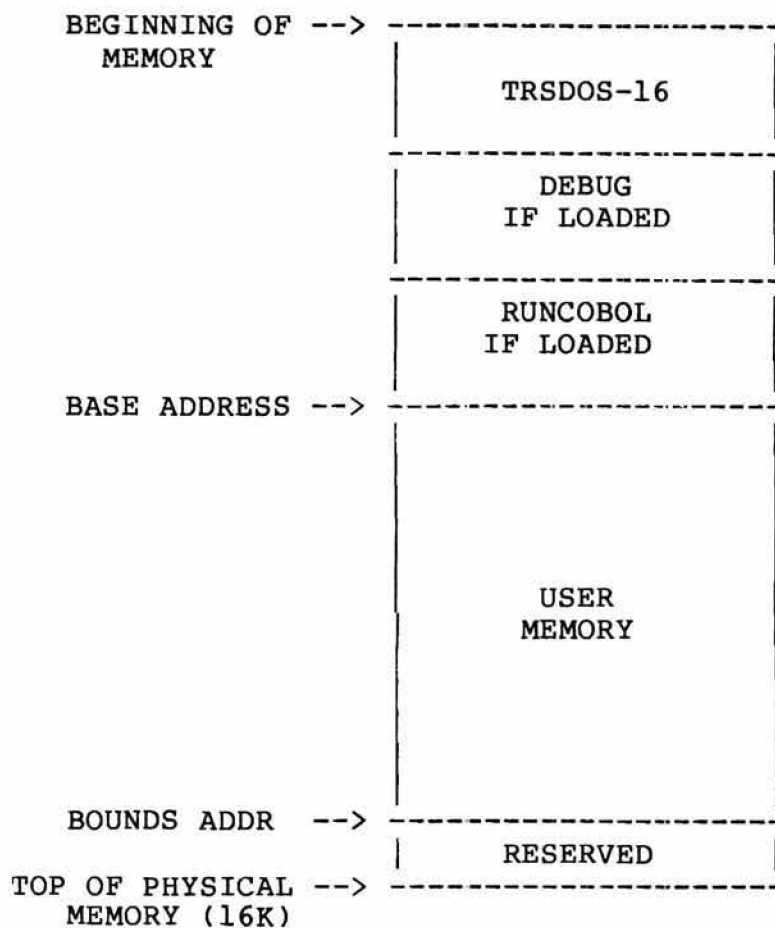 BEGINNING OF -->
MEMORY
TRSDOS-16
DEBUG
IF LOADED
RUNCOBOL
IF LOADED
BASE ADDRESS -->
USER
MEMORY
BOUNDS ADDR -->
RESERVED
TOP OF PHYSICAL -->
MEMORY (16K)